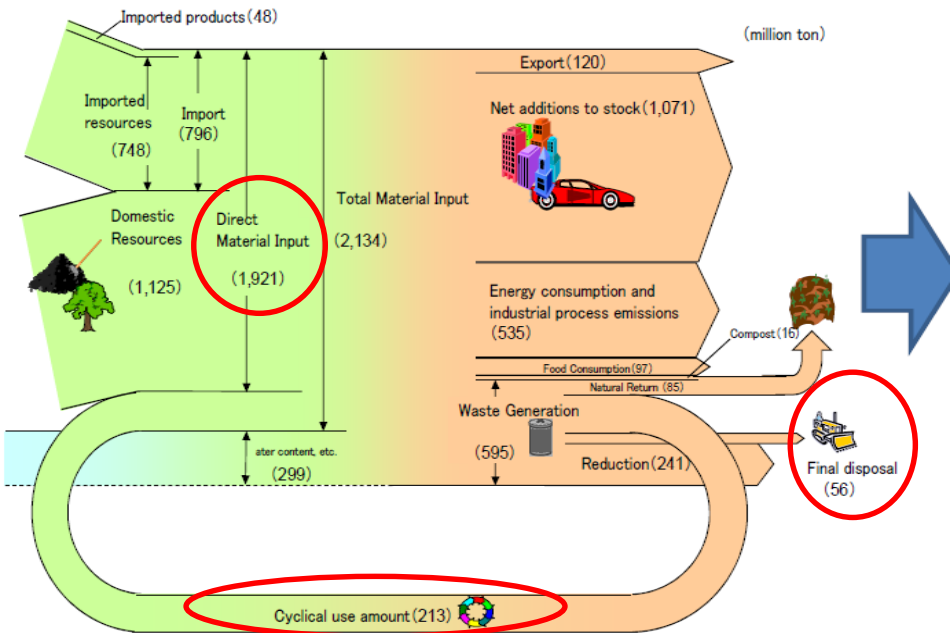 Imported products(48)
(million ton)
Export(120)
Imported
resources
(748)
Import
(796)
Net additions to stock(1,071)
Domestic
Resources
(1,125)
Direct
Material Input
(1,921)
Total Material Input
(2,134)
Energy consumption and
industrial process emissions
(535)
Compost(16)
Food Consumption(97)
Natural Return (85)
Waste Generation
(595)
ater content, etc.
(299)
Reduction(241)
Final disposal
(56)
Cyclical use amount(213)